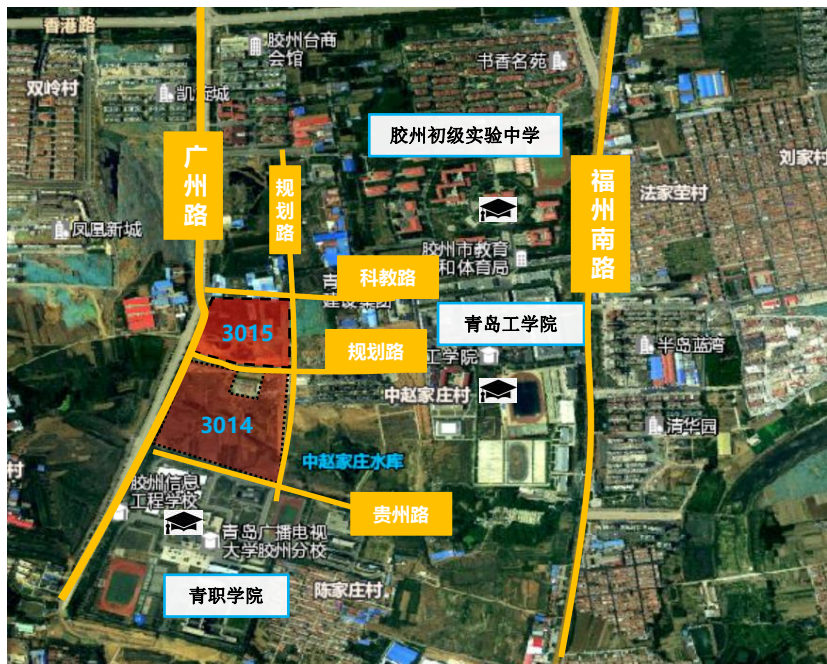 香港路
胶州台商
会馆
书香名苑
双岭村
凯旋城
胶州初级实验中学
广
州
路
规
划
路
福
州
南
路
刘家村
法家茔村
凤凰新城
胶州市教育
和体育局
科教路
青
建设集团
3015
青岛工学院
规划路
工学院
半岛蓝湾
中赵家庄村
3014
清华园
中赵家庄水库
村
胶州信息
工程学校
贵州路
青岛广播电视
大学胶州分校
青职学院
陈家庄村